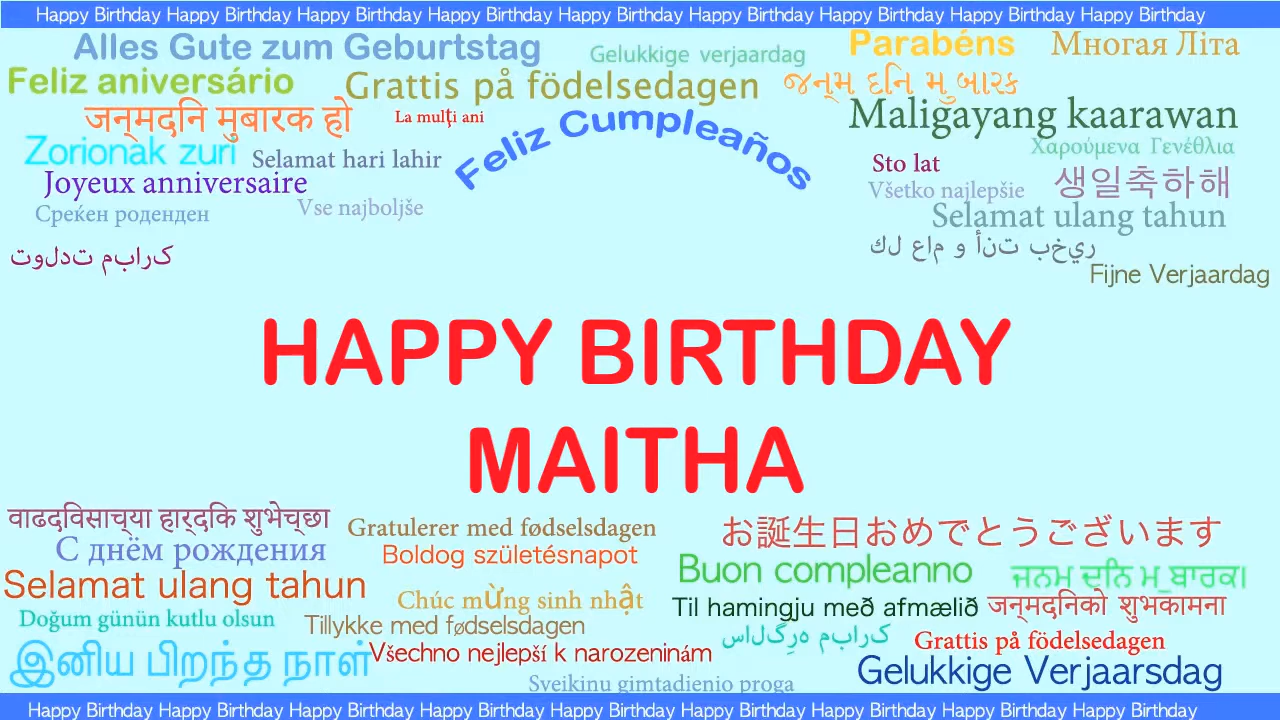 Happy Birthday Happy Birthday Happy Birthday Happy Birthday Happy Birthday Happy Birthday Happy Birthday Happy Birthday Happy Birthday
Alles Gute zum Geburtstag
Gelukkige verjaardag
Parabéns
Многая Літа
Feliz aniversário
Grattis på födelsedagen
જન્મ દનિ મુબારક
जन्मदनि मुबारक हो
La mulţi ani
Feliz Cumpleaños
Maligayang kaarawan
Zorionak zuri
Selamat hari lahir
Χαρούμενα Γενέθλια
Sto lat
Joyeux anniversaire
Všetko najlepšie
생일축하해
Среќен роденден
Vse najboljše
Selamat ulang tahun
تولدت مبارک
كل عام و أنت بخير
Fijne Verjaardag
HAPPY BIRTHDAY
MAITHA
वाढदविसाच्या हार्दकि शुभेच्छा
Gratulerer med fødselsdagen
お誕生日おめでとうございます
С днём рождения
Boldog születésnapot
Buon compleanno
ਜਨਮ ਦਨਿ ਮੁਬਾਰਕ।
Selamat ulang tahun
Chúc mừng sinh nhật
Til hamingju með afmælið
जन्मदनिको शुभकामना
Doğum günün kutlu olsun
Tillykke med fødselsdagen
سالگرہ مبارک
Grattis på födelsedagen
இனிய பிறந்த நாள்
Všechno nejlepší k narozeninám
Gelukkige Verjaarsdag
Sveikinu gimtadienio proga
Happy Birthday Happy Birthday Happy Birthday Happy Birthday Happy Birthday Happy Birthday Happy Birthday Happy Birthday Happy Birthday